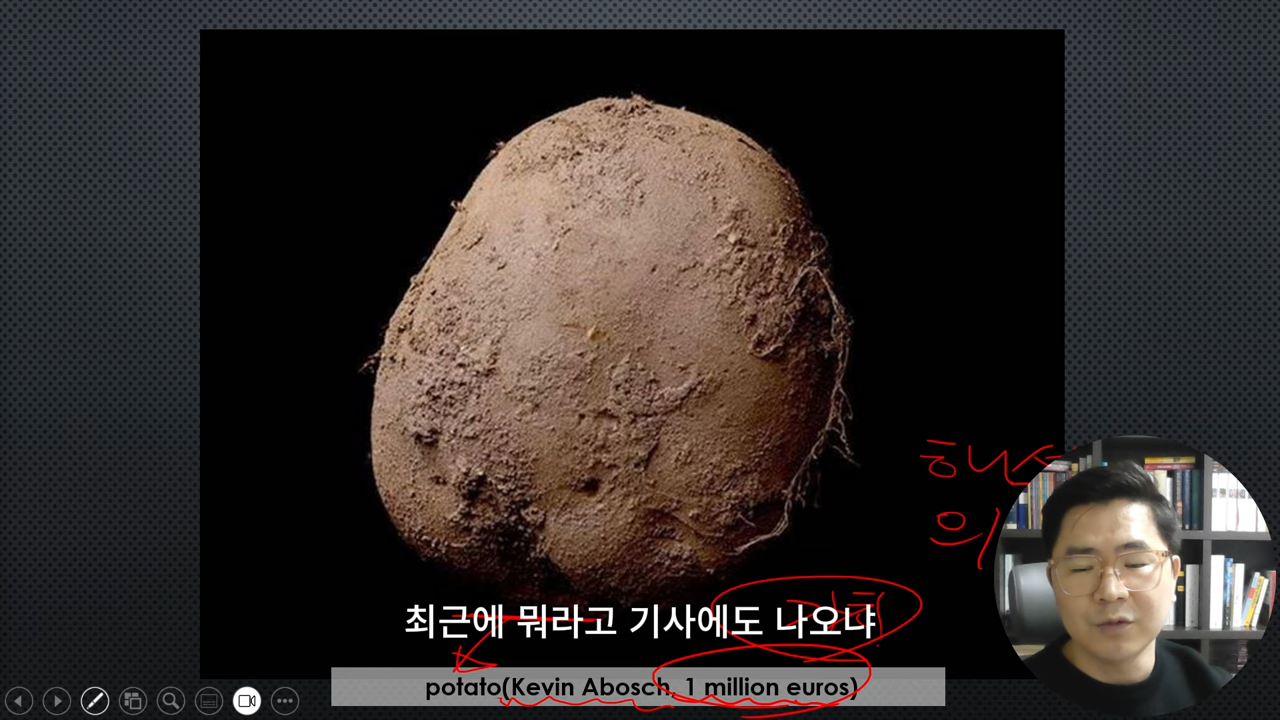 최근에 뭐라고 기사에도 나오냐
potato(Kevin Abosch, 1 million euros)